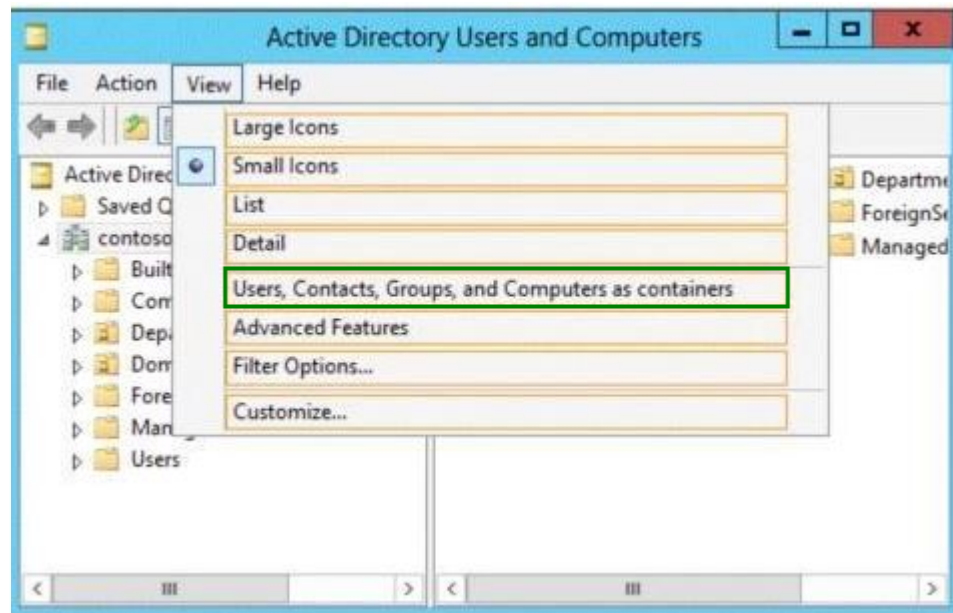 Active Directory Users and Computers
File Action View Help
Large Icons
Small Icons
List
Detail
Users, Contacts, Groups, and Computers as containers
Advanced Features
Filter Options...
Customize...
Active Direc
Saved Q
contoso
Built
Com
Depa
Dom
Fore
Man
Users
Departme
ForeignSe
Managed